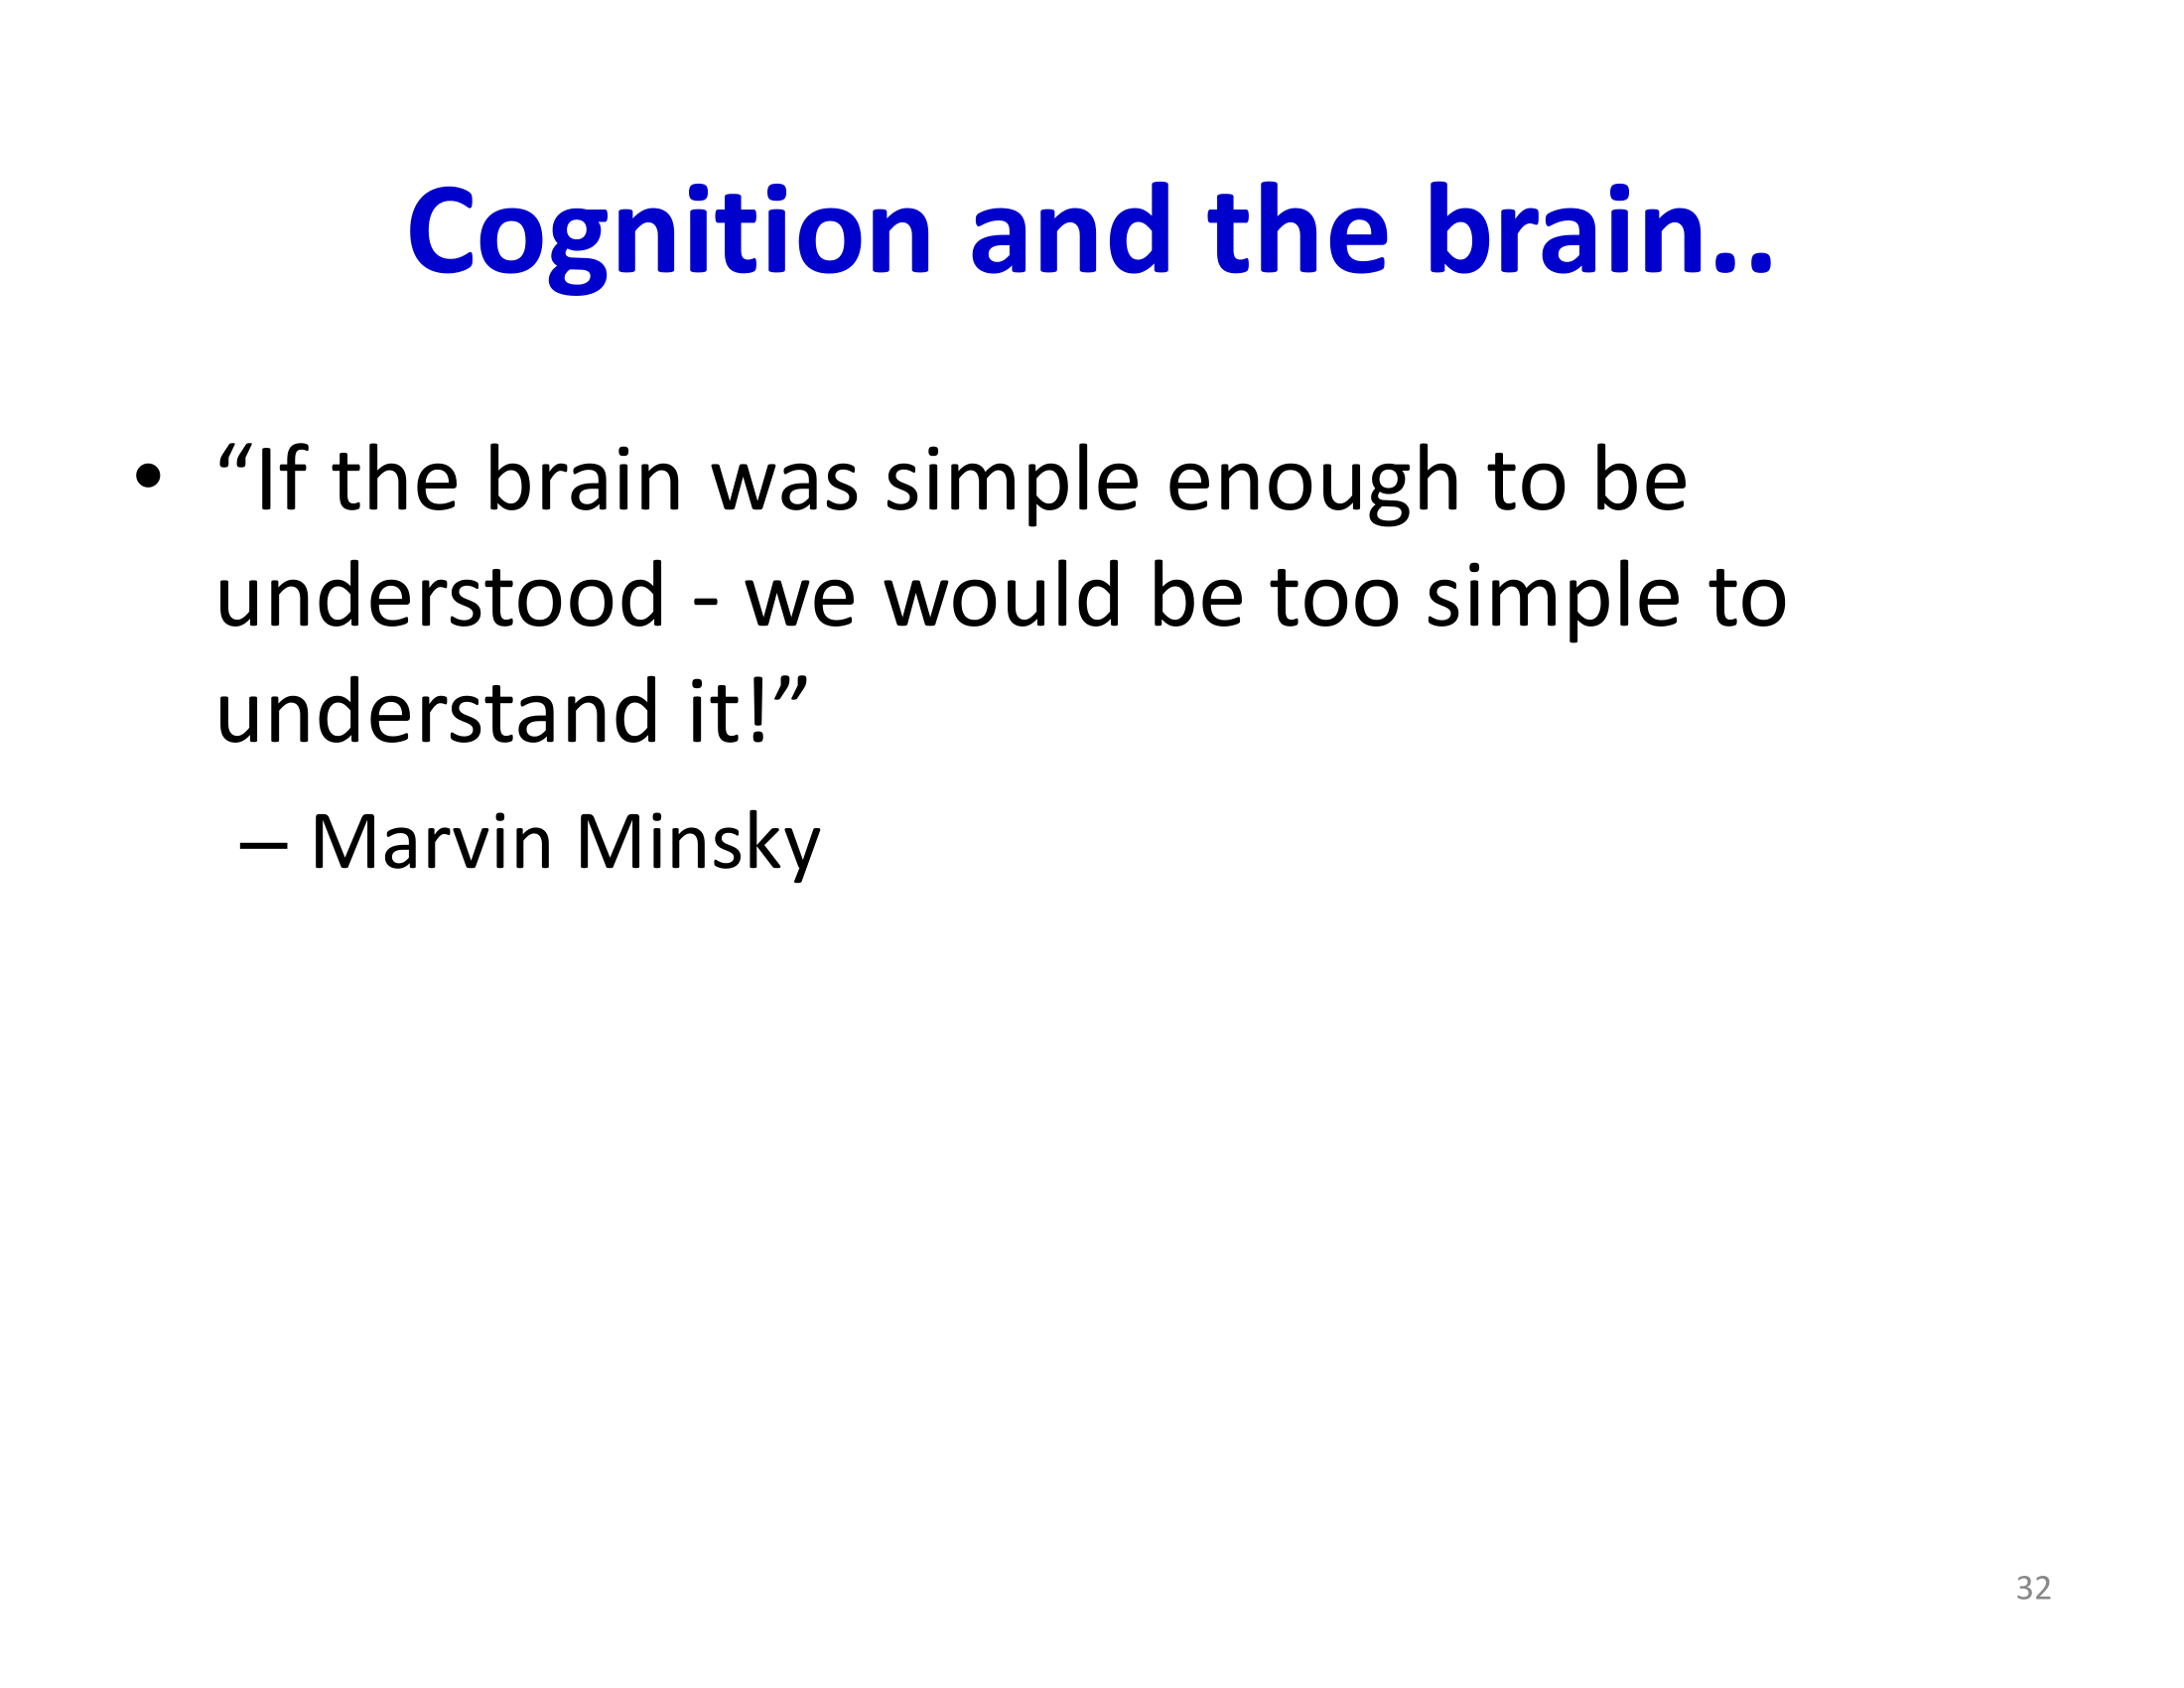 Cognition and the brain..
• “If the brain was simple enough to be
understood - we would be too simple to
understand it!”
– Marvin Minsky
32